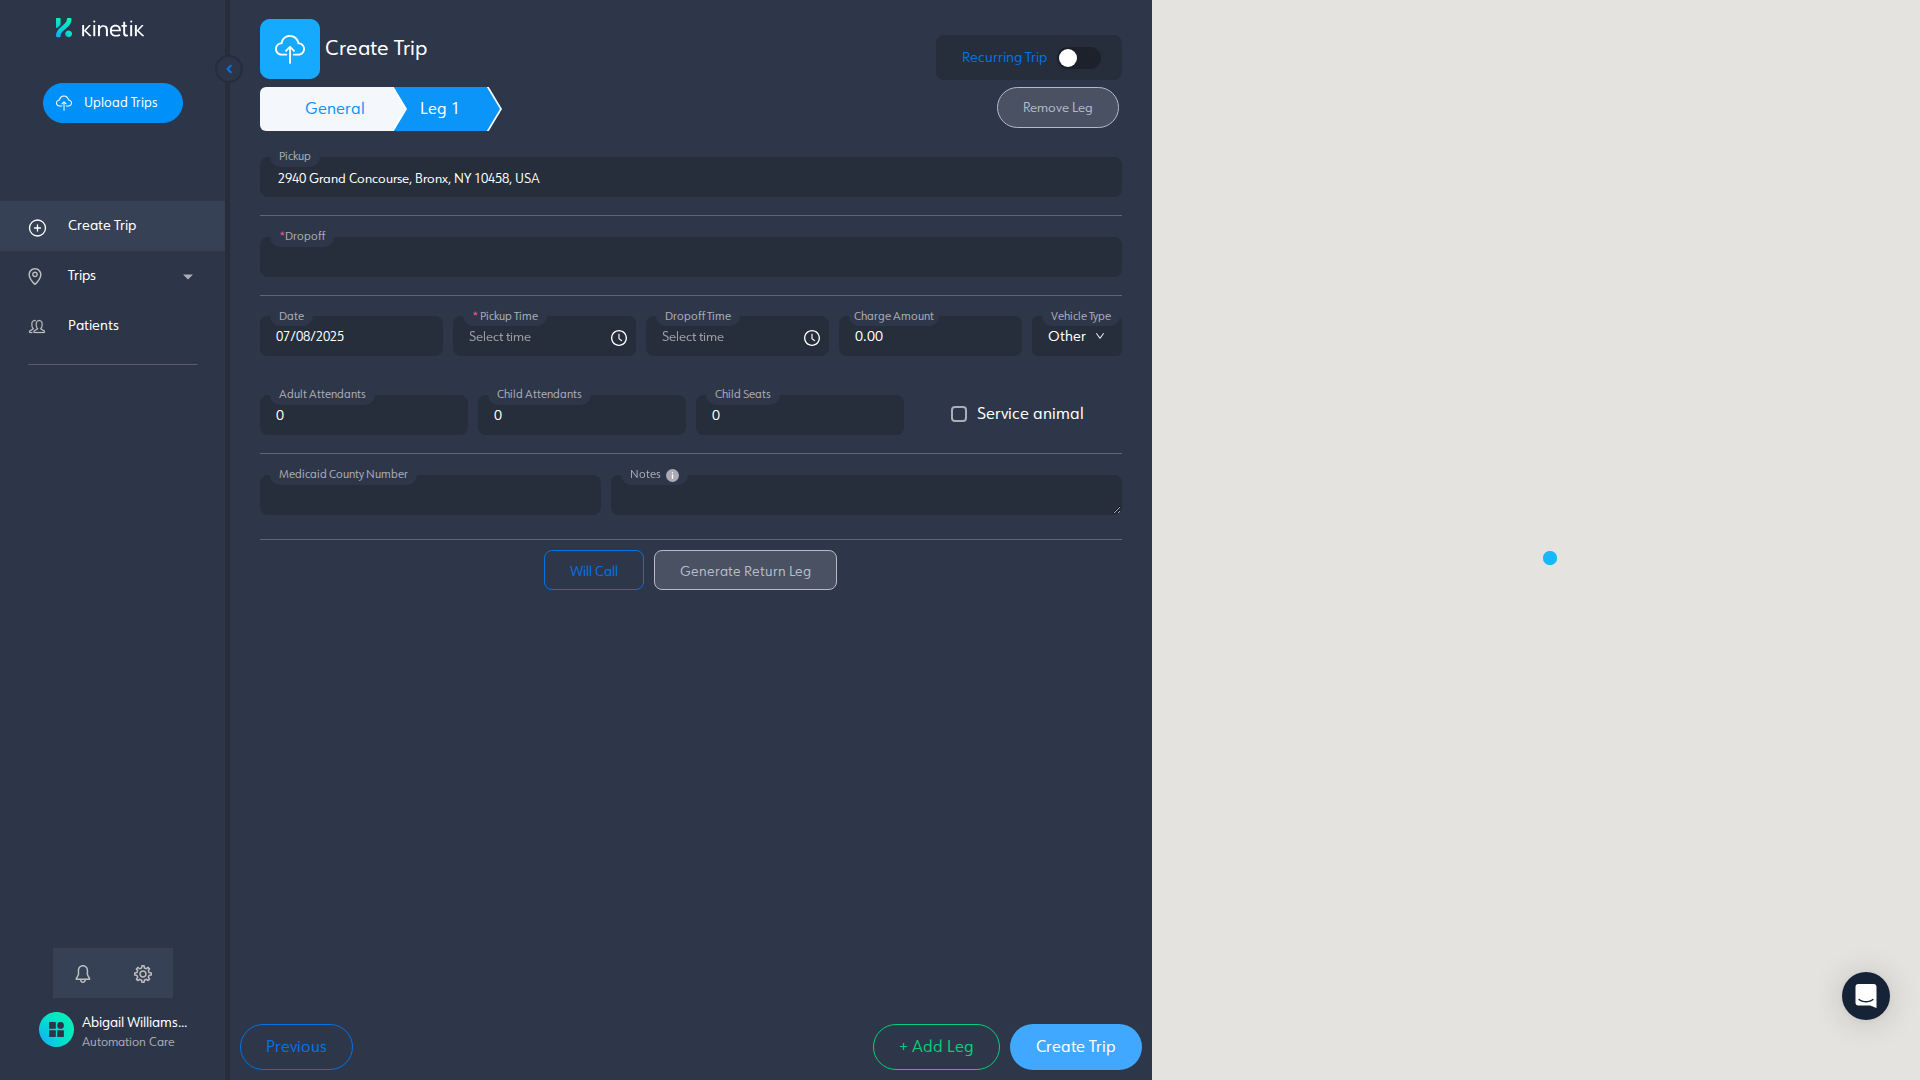 kinetik
Upload Trips
Create Trip
Trips
Patients
Abigail Williams...
Automation Care
Create Trip
Recurring Trip
General
Leg 1
Remove Leg
Pickup
2940 Grand Concourse, Bronx, NY 10458, USA
*Dropoff
Date
07/08/2025
* Pickup Time
Select time
Dropoff Time
Select time
Charge Amount
0.00
Vehicle Type
Other
Adult Attendants
0
Child Attendants
0
Child Seats
0
Service animal
Medicaid County Number
Notes
Will Call
Generate Return Leg
Previous
+ Add Leg
Create Trip